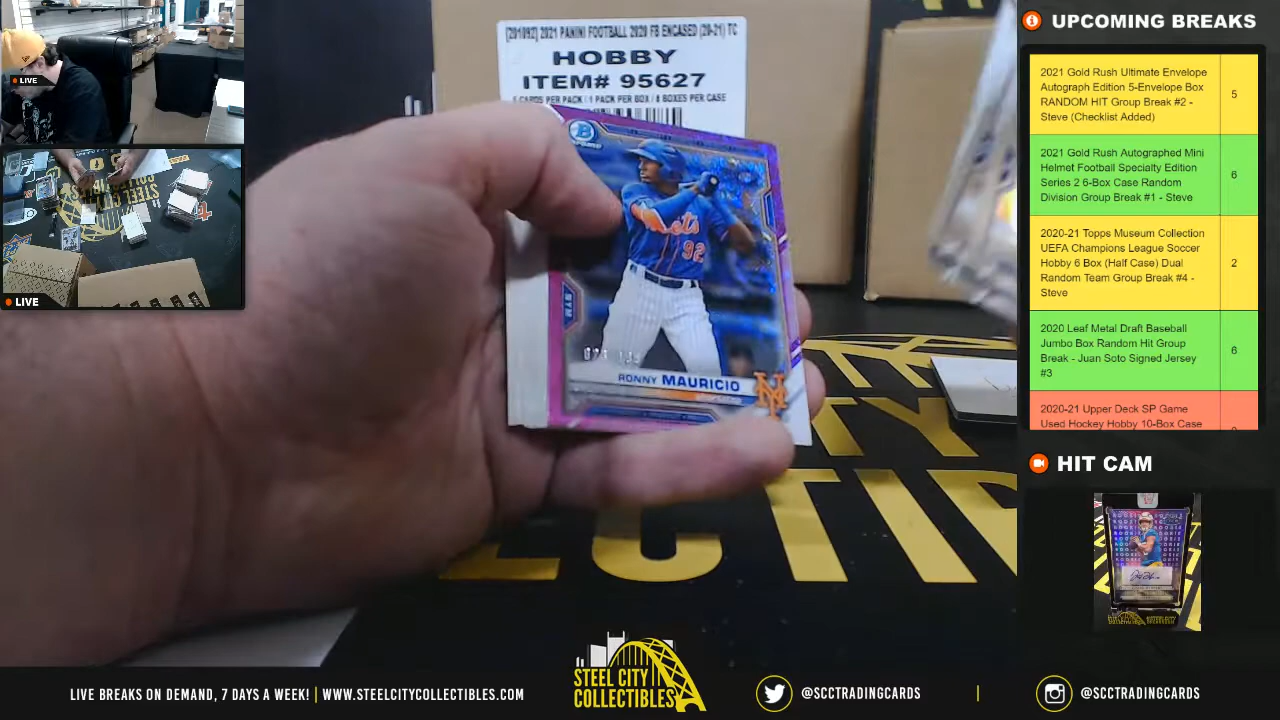 LIVE
LIVE
[201092] 2021 PANINI FOOTBALL 2020 FB ENCASED (20-21) TC
HOBBY
ITEM# 95627
CARDS PER PACK / 1 PACK PER BOX / 8 BOXES PER CASE
Mets
92
NYM
RONNY MAURICIO
UPCOMING BREAKS
2021 Gold Rush Ultimate Envelope
Autograph Edition 5-Envelope Box
RANDOM HIT Group Break #2 -
Steve (Checklist Added)
5
2021 Gold Rush Autographed Mini
Helmet Football Specialty Edition
Series 2 6-Box Case Random
Division Group Break #1 - Steve
6
2020-21 Topps Museum Collection
UEFA Champions League Soccer
Hobby 6 Box (Half Case) Dual
Random Team Group Break #4 -
Steve
2
2020 Leaf Metal Draft Baseball
Jumbo Box Random Hit Group
Break - Juan Soto Signed Jersey
#3
6
2020-21 Upper Deck SP Game
Used Hockey Hobby 10-Box Case
HIT CAM
LIVE BREAKS ON DEMAND, 7 DAYS A WEEK! | WWW.STEELCITYCOLLECTIBLES.COM
STEEL CITY
COLLECTIBLES
@SCCTRADINGCARDS
@SCCTRADINGCARDS